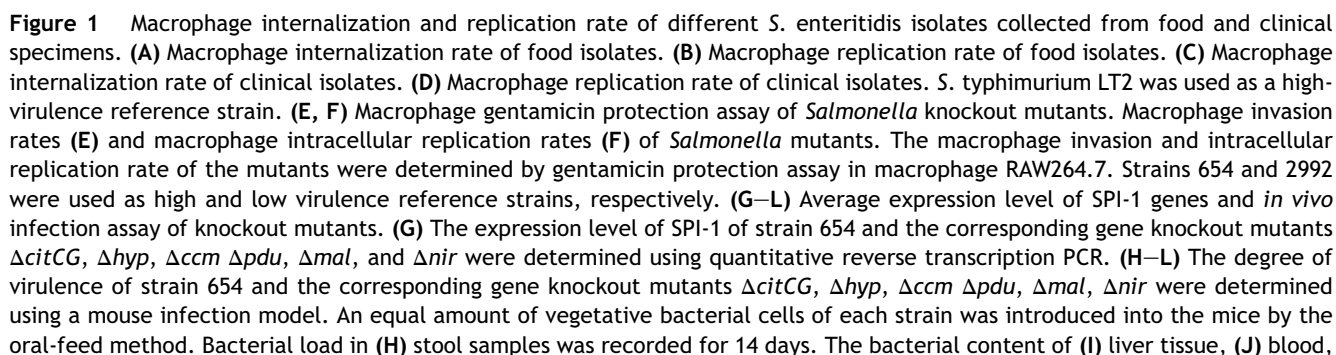 Figure 1 Macrophage internalization and replication rate of different S. enteritidis isolates collected from food and clinical
specimens. (A) Macrophage internalization rate of food isolates. (B) Macrophage replication rate of food isolates. (C) Macrophage
internalization rate of clinical isolates. (D) Macrophage replication rate of clinical isolates. S. typhimurium LT2 was used as a high-
virulence reference strain. (E, F) Macrophage gentamicin protection assay of Salmonella knockout mutants. Macrophage invasion
rates (E) and macrophage intracellular replication rates (F) of Salmonella mutants. The macrophage invasion and intracellular
replication rate of the mutants were determined by gentamicin protection assay in macrophage RAW264.7. Strains 654 and 2992
were used as high and low virulence reference strains, respectively. (G–L) Average expression level of SPI-1 genes and in vivo
infection assay of knockout mutants. (G) The expression level of SPI-1 of strain 654 and the corresponding gene knockout mutants
ΔcitCG, Δhyp, Δccm Δpdu, Δmal, and Δnir were determined using quantitative reverse transcription PCR. (H–L) The degree of
virulence of strain 654 and the corresponding gene knockout mutants ΔcitCG, Δhyp, Δccm Δpdu, Δmal, Δnir were determined
using a mouse infection model. An equal amount of vegetative bacterial cells of each strain was introduced into the mice by the
oral-feed method. Bacterial load in (H) stool samples was recorded for 14 days. The bacterial content of (I) liver tissue, (J) blood,